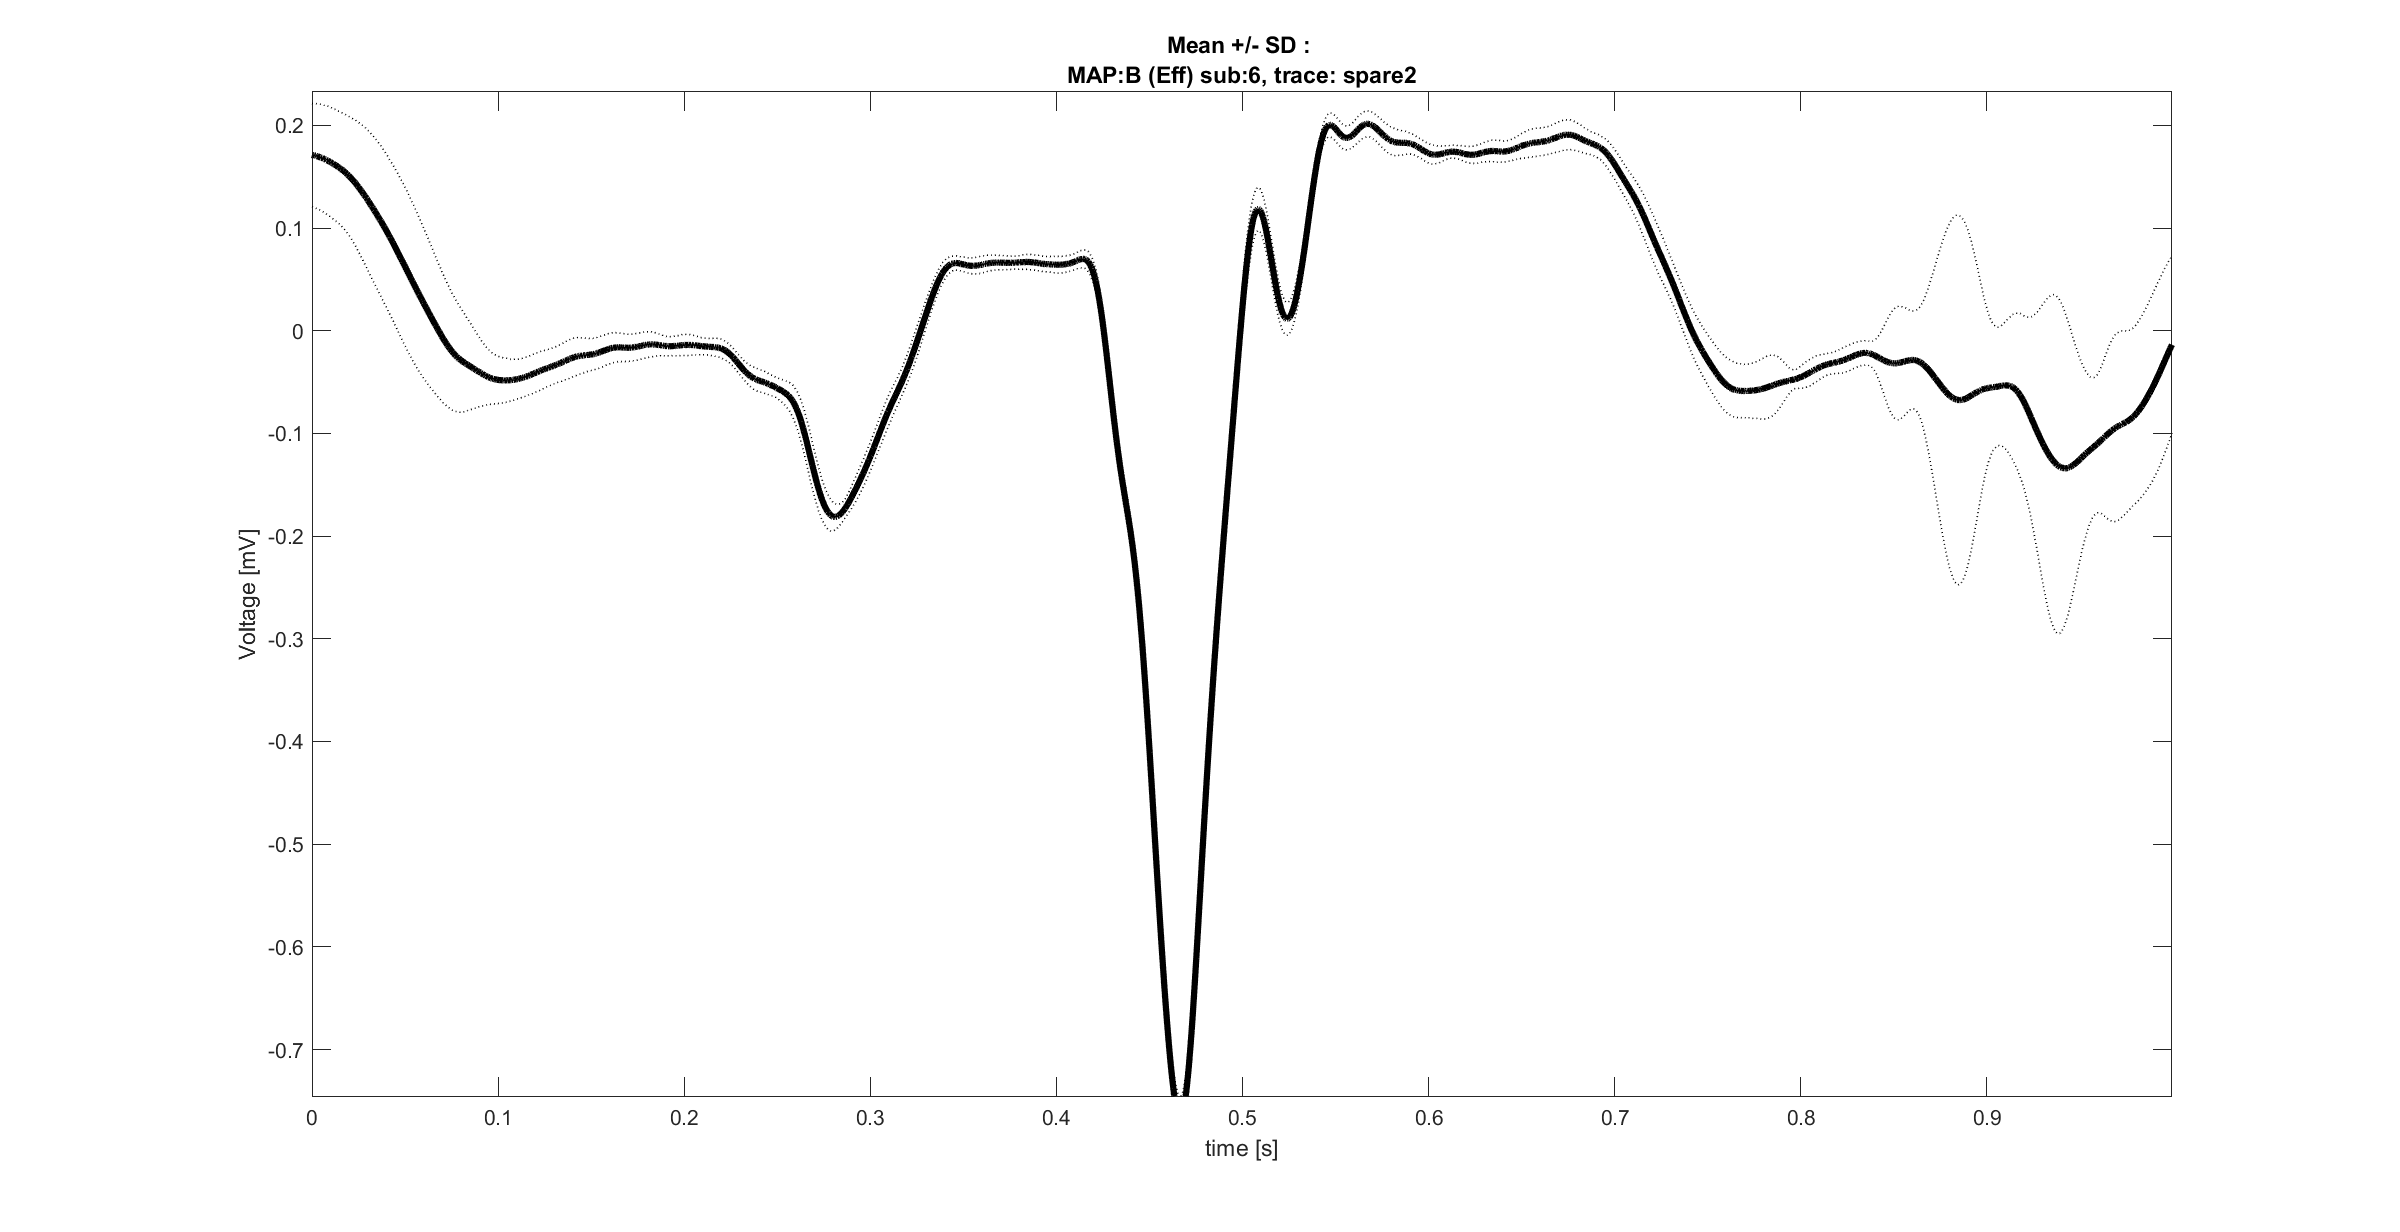 Mean +/- SD :
MAP:B (Eff) sub:6, trace: spare2
0.2
0.1
0
-0.1
-0.2
-0.3
-0.4
-0.5
-0.6
-0.7
Voltage [mV]
0 0.1 0.2 0.3 0.4 0.5 0.6 0.7 0.8 0.9
time [s]